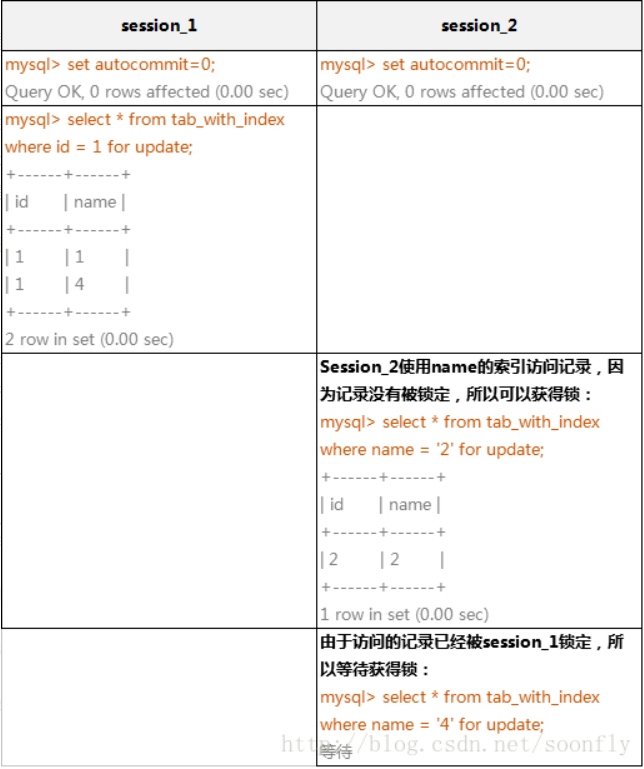 session_1
session_2
mysql> set autocommit=0;
Query OK, 0 rows affected (0.00 sec)
mysql> set autocommit=0;
Query OK, 0 rows affected (0.00 sec)
mysql> select * from tab_with_index
where id = 1 for update;
+------+------+
| id | name |
+------+------+
| 1 | 1 |
| 1 | 4 |
+------+------+
2 row in set (0.00 sec)
Session_2使用name的索引访问记录，因
为记录没有被锁定，所以可以获得锁：
mysql> select * from tab_with_index
where name = '2' for update;
+------+------+
| id | name |
+------+------+
| 2 | 2 |
+------+------+
1 row in set (0.00 sec)
由于访问的记录已经被session_1锁定，所
以等待获得锁：
mysql> select * from tab_with_index
where name = '4' for update;
等待
http://blog.csdn.net/soonfly